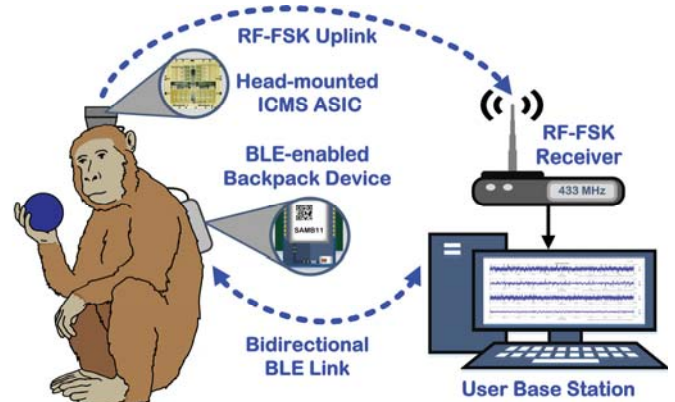 RF-FSK Uplink
Head-mounted
ICMS ASIC
BLE-enabled
Backpack Device
SAMB11
RF-FSK
Receiver
433 MHz
Bidirectional
BLE Link
User Base Station